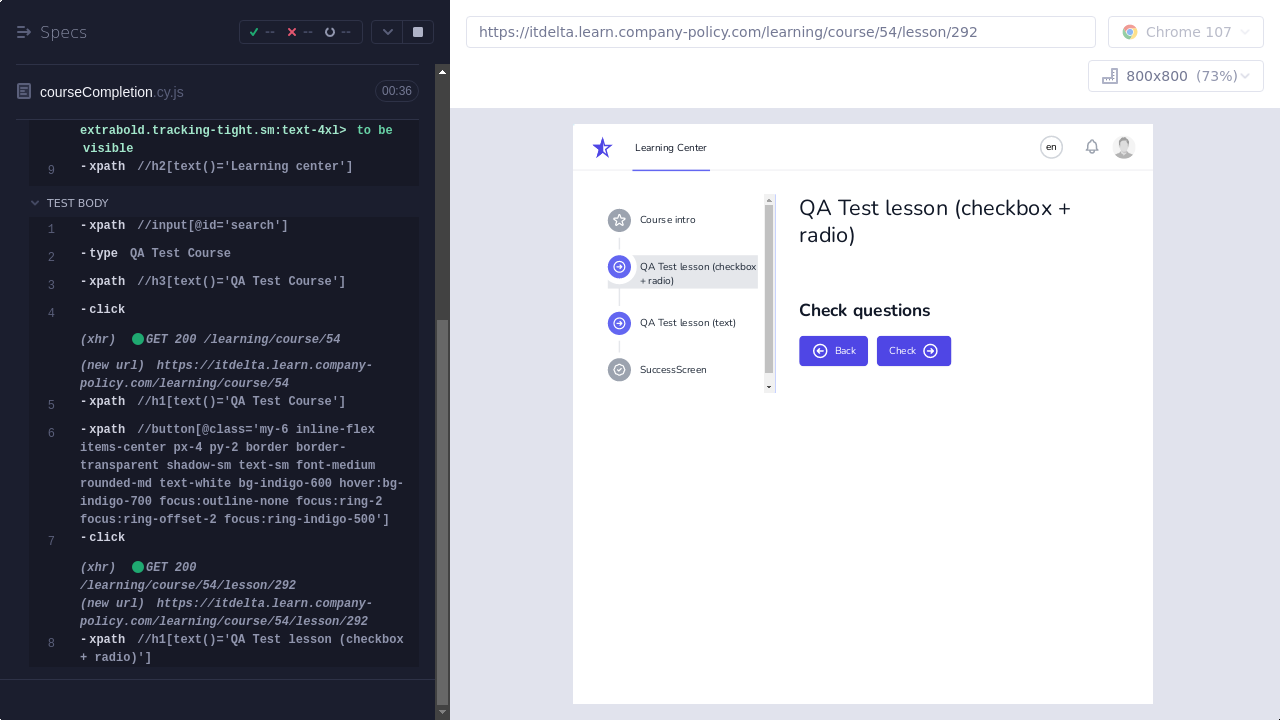 Specs
-- -- --
courseCompletion.cy.js 00:36
extrabold.tracking-tight.sm:text-4xl> to be
visible
9 -xpath //h2[text()='Learning center']
TEST BODY
1 -xpath //input[@id='search']
2 -type QA Test Course
3 -xpath //h3[text()='QA Test Course']
4 -click
(xhr) GET 200 /learning/course/54
(new url) https://itdelta.learn.company-
policy.com/learning/course/54
5 -xpath //h1[text()='QA Test Course']
6 -xpath //button[@class='my-6 inline-flex
items-center px-4 py-2 border border-
transparent shadow-sm text-sm font-medium
rounded-md text-white bg-indigo-600 hover:bg-
indigo-700 focus:outline-none focus:ring-2
focus:ring-offset-2 focus:ring-indigo-500']
7 -click
(xhr) GET 200
/learning/course/54/lesson/292
(new url) https://itdelta.learn.company-
policy.com/learning/course/54/lesson/292
8 -xpath //h1[text()='QA Test lesson (checkbox
+ radio)']
https://itdelta.learn.company-policy.com/learning/course/54/lesson/292
Chrome 107
800x800 (73%)
Learning Center
en
Course intro
QA Test lesson (checkbox
+ radio)
QA Test lesson (text)
SuccessScreen
QA Test lesson (checkbox +
radio)
Check questions
Back
Check